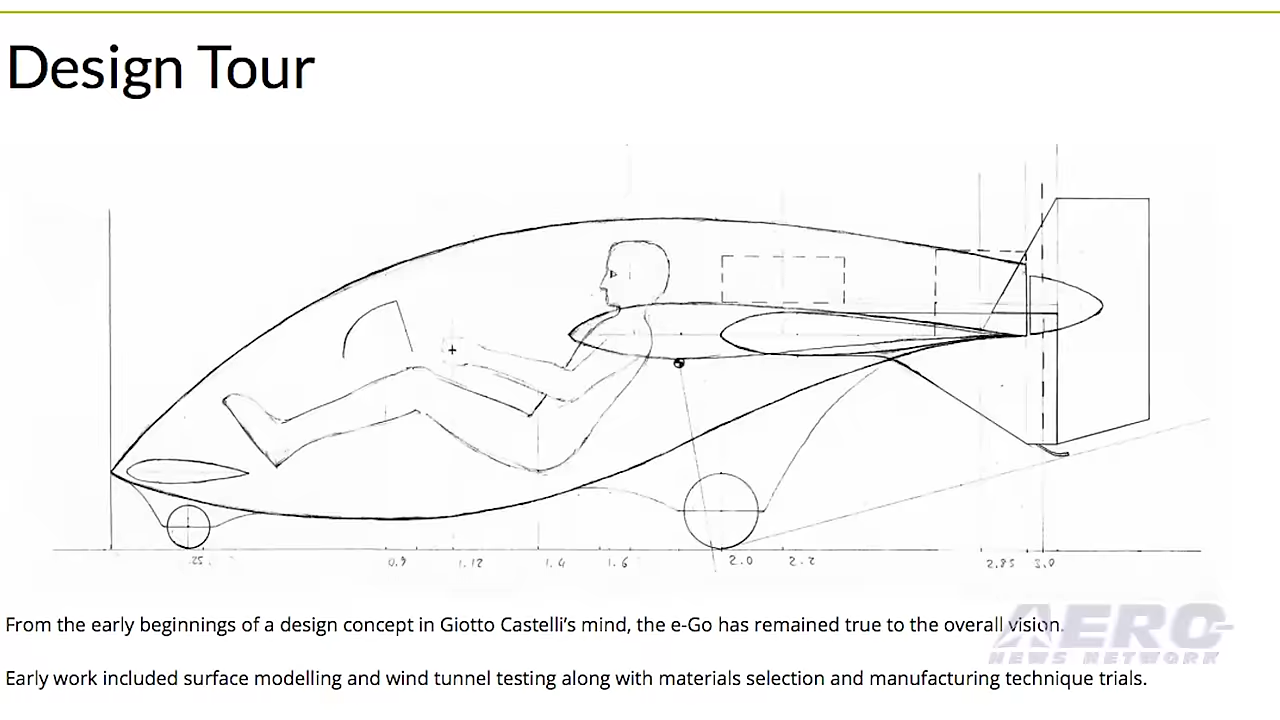 Design Tour
.25. 0.9 1.12 1.4 1.6 2.0 2.2 2.85 3.0
From the early beginnings of a design concept in Giotto Castelli’s mind, the e-Go has remained true to the overall vision.
AERO
NEWS NETWORK
Early work included surface modelling and wind tunnel testing along with materials selection and manufacturing technique trials.